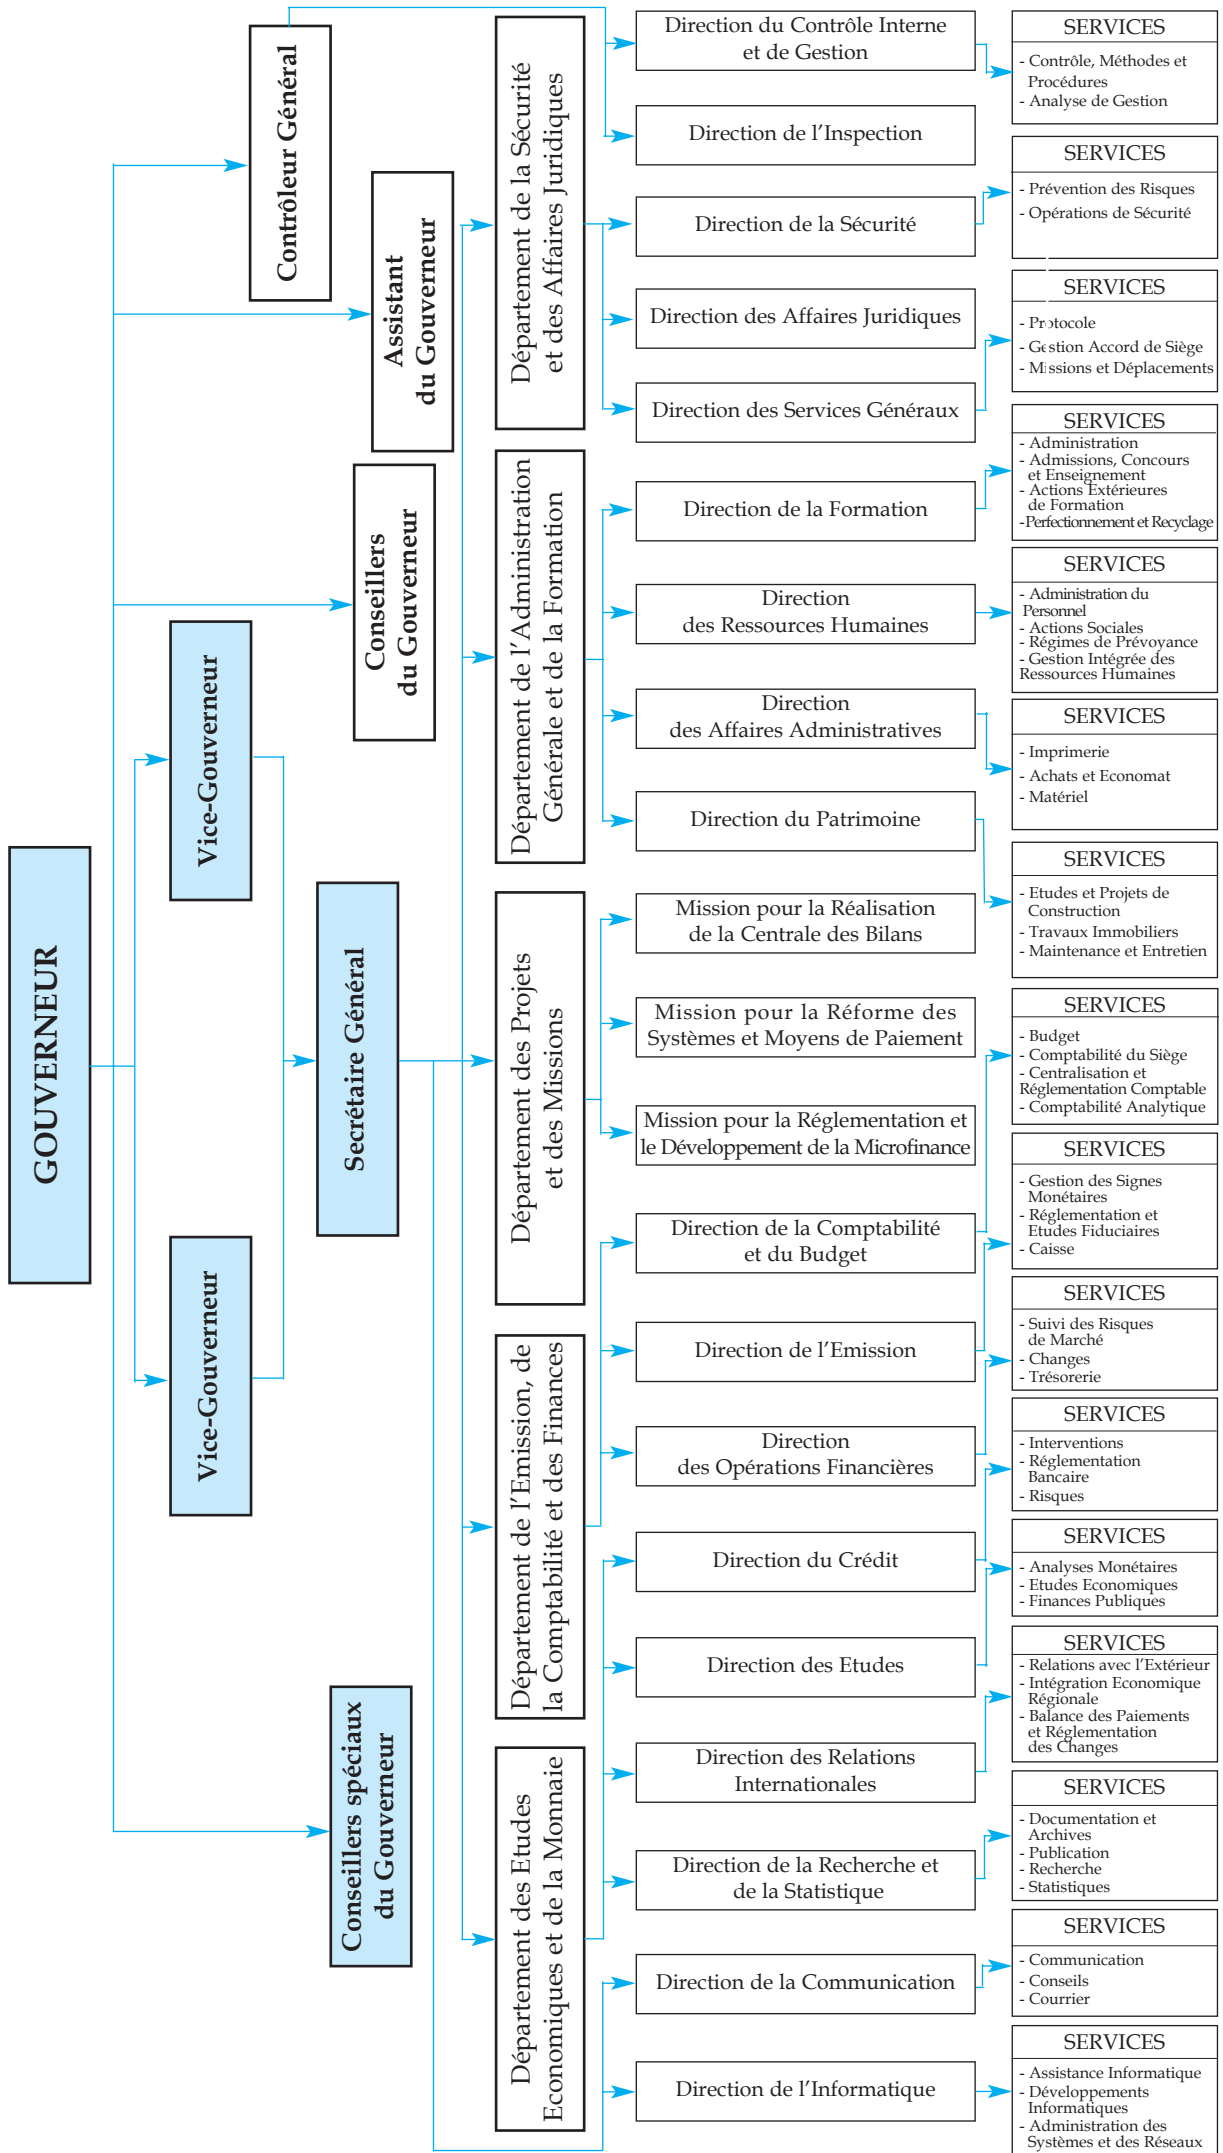 GOUVERNEUR
Vice-Gouverneur
Vice-Gouverneur
Secrétaire Général
Contrôleur Général
Assistant
du Gouverneur
Conseillers
du Gouverneur
Conseillers spéciaux
du Gouverneur
Département de la Sécurité
et des Affaires Juridiques
Département de l'Administration
Générale et de la Formation
Département des Projets
et des Missions
Département de l'Emission, de
la Comptabilité et des Finances
Département des Etudes
Economiques et de la Monnaie
Direction du Contrôle Interne
et de Gestion
Direction de l'Inspection
Direction de la Sécurité
Direction des Affaires Juridiques
Direction des Services Généraux
Direction de la Formation
Direction
des Ressources Humaines
Direction
des Affaires Administratives
Direction du Patrimoine
Mission pour la Réalisation
de la Centrale des Bilans
Mission pour la Réforme des
Systèmes et Moyens de Paiement
Mission pour la Réglementation et
le Développement de la Microfinance
Direction de la Comptabilité
et du Budget
Direction de l'Emission
Direction
des Opérations Financières
Direction du Crédit
Direction des Etudes
Direction des Relations
Internationales
Direction de la Recherche et
de la Statistique
Direction de la Communication
Direction de l'Informatique
SERVICES
- Contrôle, Méthodes et
Procédures
- Analyse de Gestion
SERVICES
- Prévention des Risques
- Opérations de Sécurité
SERVICES
- Protocole
- Gestion Accord de Siège
- Missions et Déplacements
SERVICES
- Administration
- Admissions, Concours
et Enseignement
- Actions Extérieures
de Formation
-Perfectionnement et Recyclage
SERVICES
- Administration du
Personnel
- Actions Sociales
- Régimes de Prévoyance
- Gestion Intégrée des
Ressources Humaines
SERVICES
- Imprimerie
- Achats et Economat
- Matériel
SERVICES
- Etudes et Projets de
Construction
- Travaux Immobiliers
- Maintenance et Entretien
SERVICES
- Budget
- Comptabilité du Siège
- Centralisation et
Réglementation Comptable
- Comptabilité Analytique
SERVICES
- Gestion des Signes
Monétaires
- Réglementation et
Etudes Fiduciaires
- Caisse
SERVICES
- Suivi des Risques
de Marché
- Changes
- Trésorerie
SERVICES
- Interventions
- Réglementation
Bancaire
- Risques
SERVICES
- Analyses Monétaires
- Etudes Economiques
- Finances Publiques
SERVICES
- Relations avec l'Extérieur
- Intégration Economique
Régionale
- Balance des Paiements
et Réglementation
des Changes
SERVICES
- Documentation et
Archives
- Publication
- Recherche
- Statistiques
SERVICES
- Communication
- Conseils
- Courrier
SERVICES
- Assistance Informatique
- Développements
Informatiques
- Administration des
Systèmes et des Réseaux